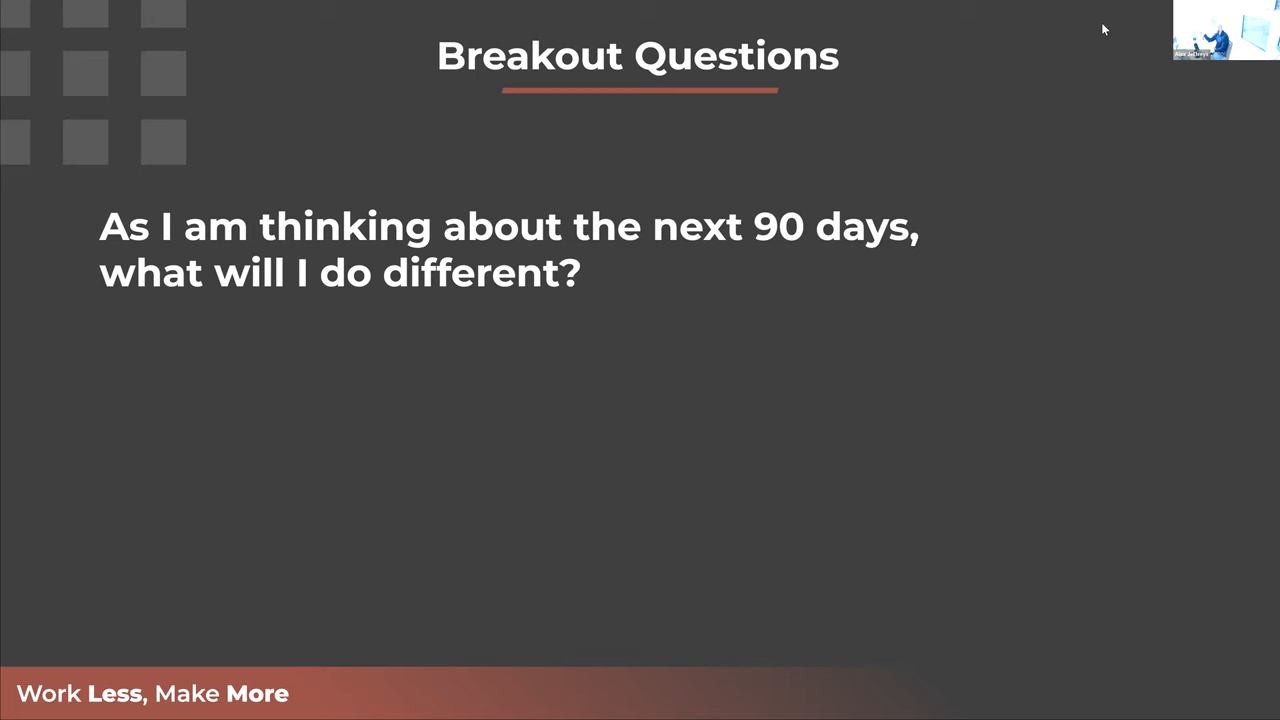 Breakout Questions
As I am thinking about the next 90 days,
what will I do different?
Work Less, Make More